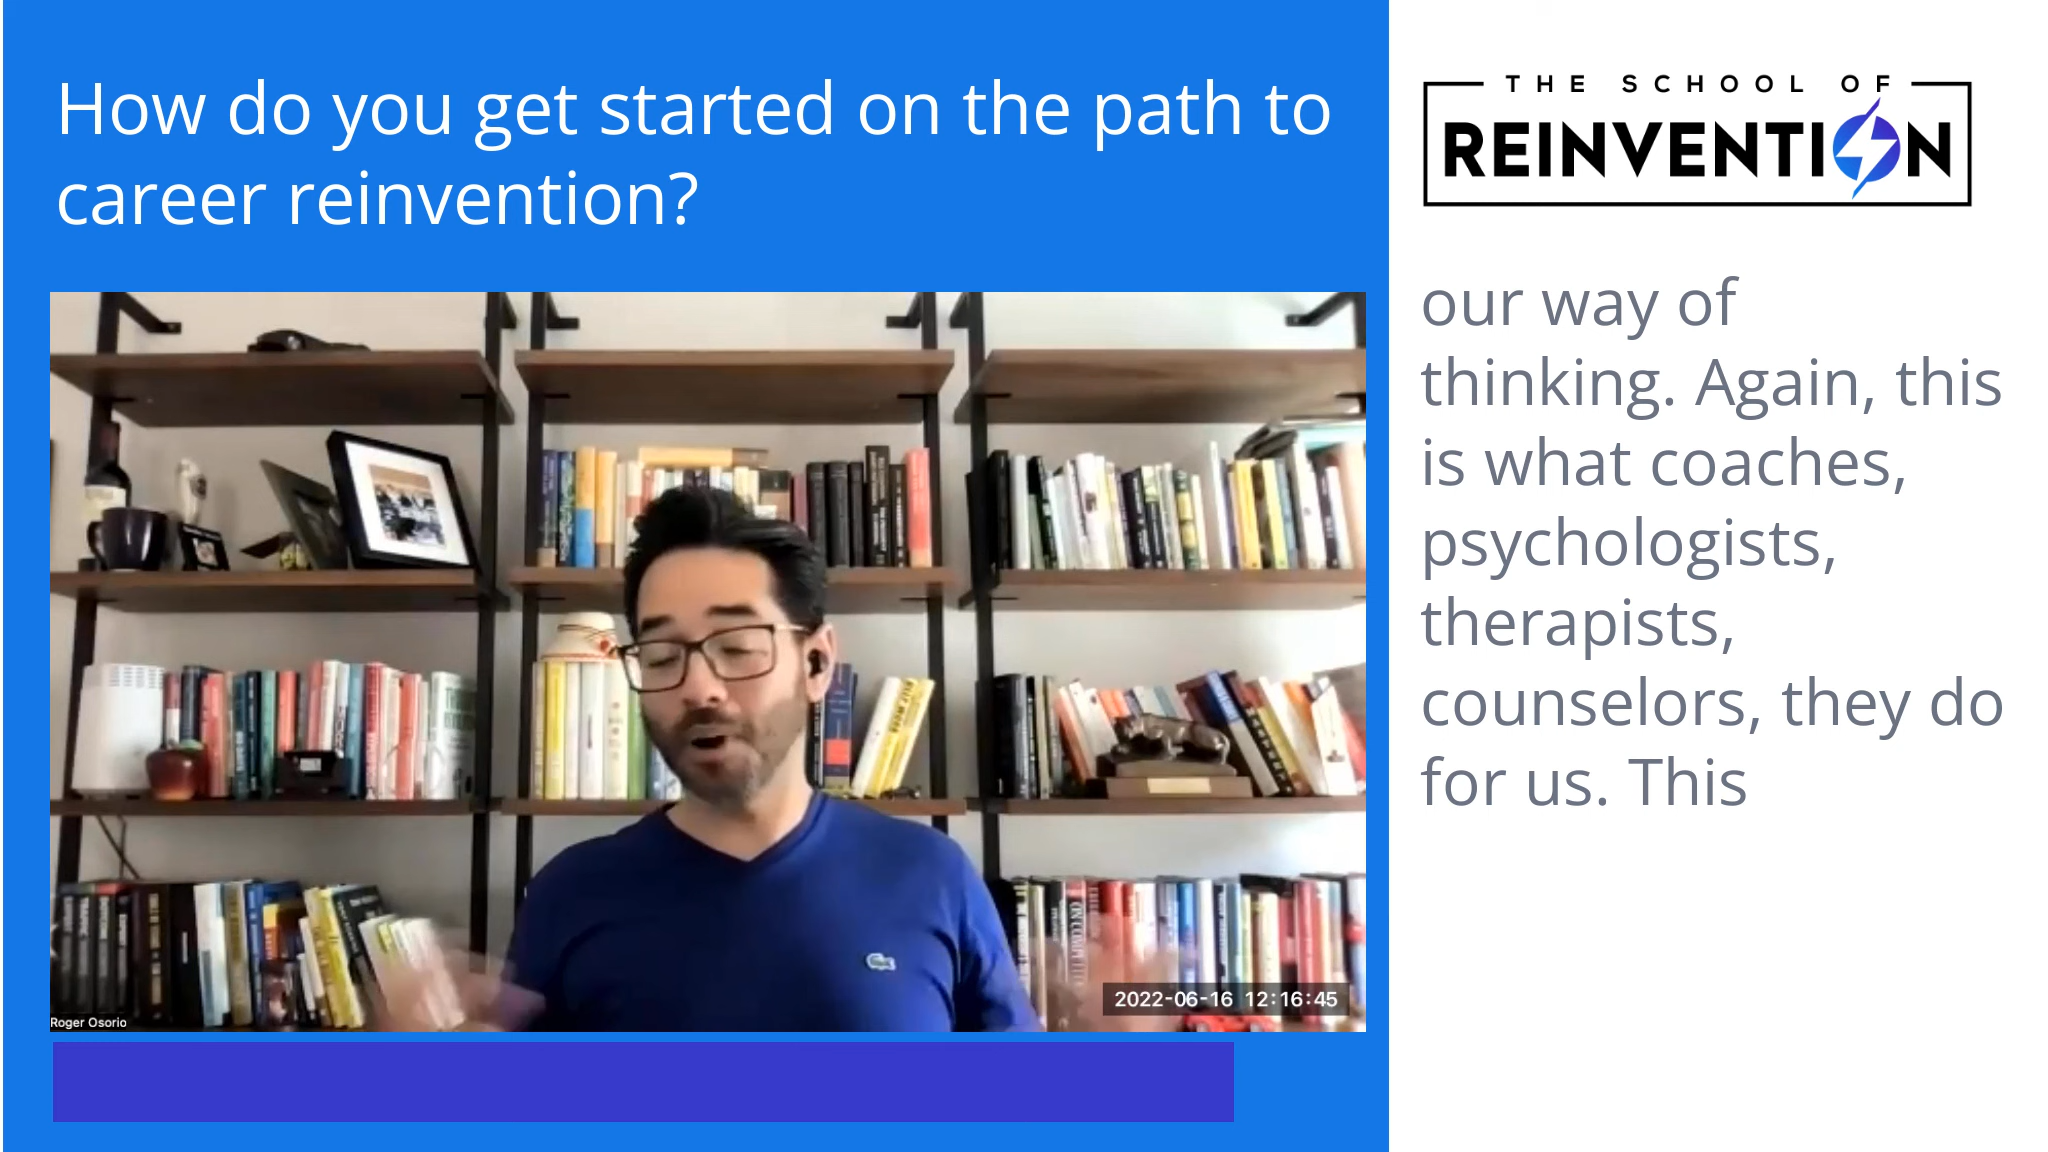 How do you get started on the path to
career reinvention?
THE SCHOOL OF
REINVENTION
our way of
thinking. Again, this
is what coaches,
psychologists,
therapists,
counselors, they do
for us. This
2022-06-16 12:16:45
Roger Osorio